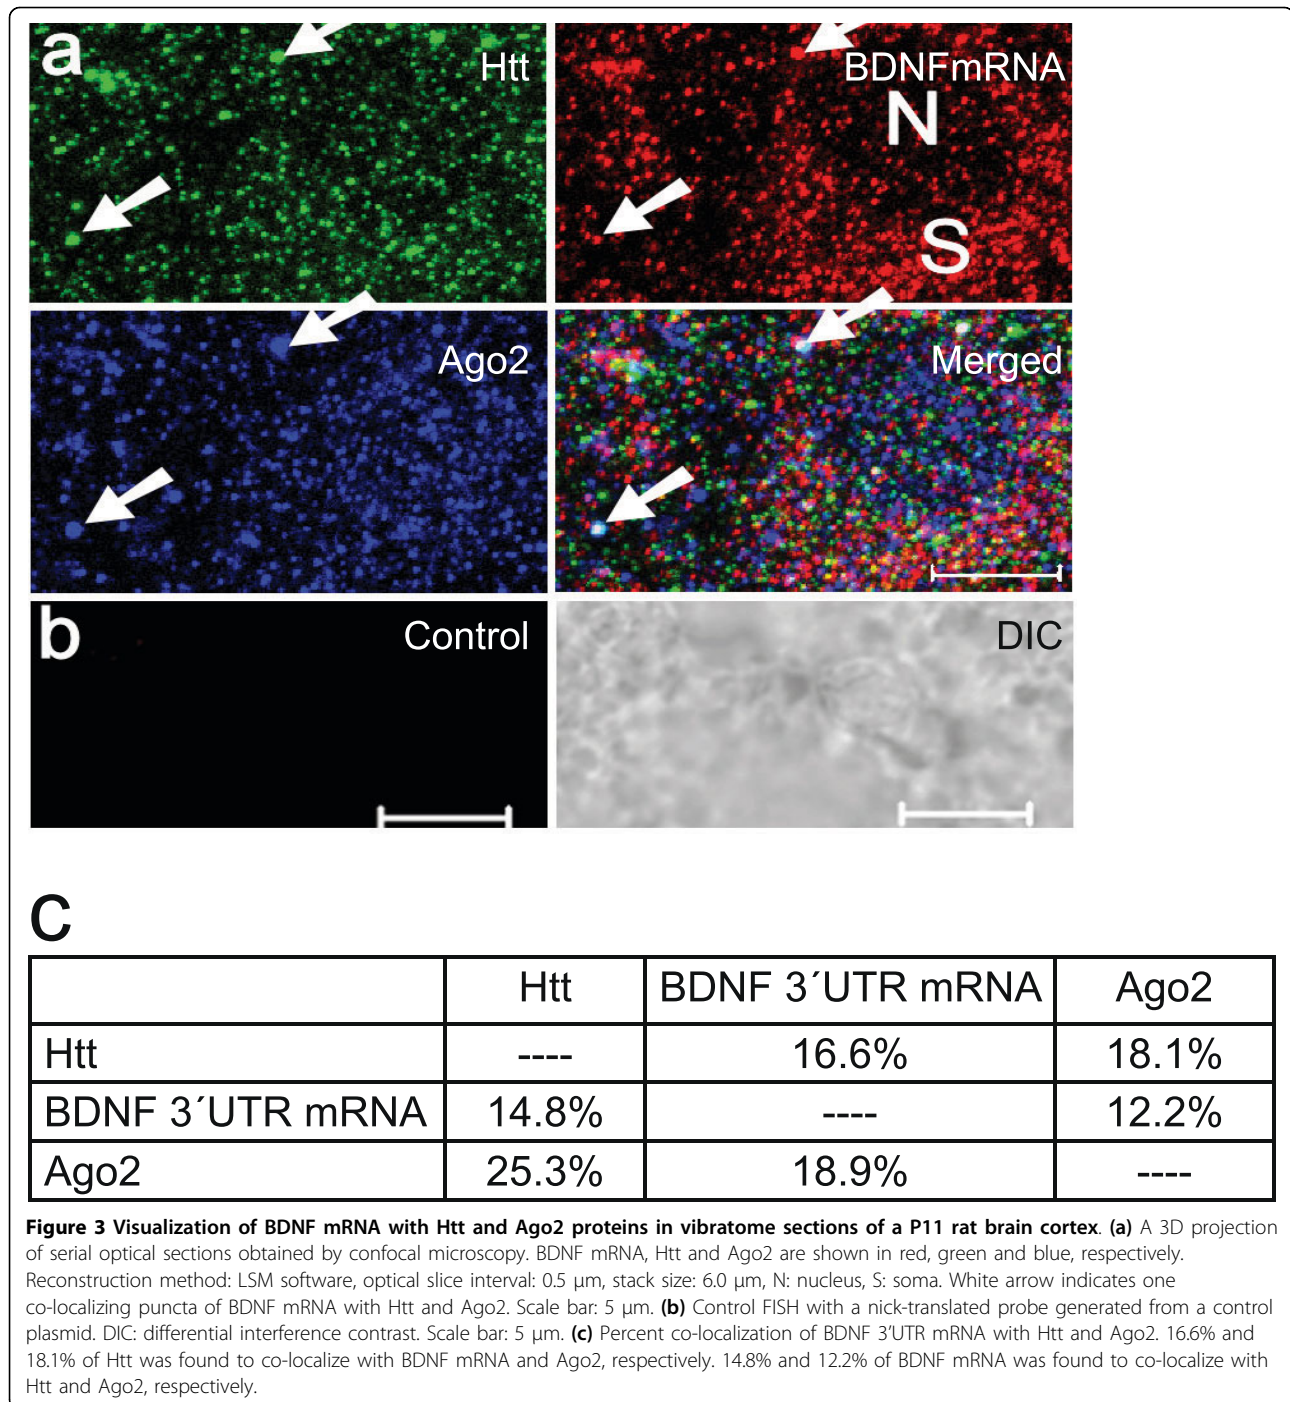 a
Htt
BDNFmRNA
N
S
Ago2
Merged
b
Control
DIC
c
Htt BDNF 3´UTR mRNA Ago2
Htt ---- 16.6% 18.1%
BDNF 3´UTR mRNA 14.8% ---- 12.2%
Ago2 25.3% 18.9% ----
Figure 3 Visualization of BDNF mRNA with Htt and Ago2 proteins in vibratome sections of a P11 rat brain cortex. (a) A 3D projection
of serial optical sections obtained by confocal microscopy. BDNF mRNA, Htt and Ago2 are shown in red, green and blue, respectively.
Reconstruction method: LSM software, optical slice interval: 0.5 μm, stack size: 6.0 μm, N: nucleus, S: soma. White arrow indicates one
co-localizing puncta of BDNF mRNA with Htt and Ago2. Scale bar: 5 μm. (b) Control FISH with a nick-translated probe generated from a control
plasmid. DIC: differential interference contrast. Scale bar: 5 μm. (c) Percent co-localization of BDNF 3’UTR mRNA with Htt and Ago2. 16.6% and
18.1% of Htt was found to co-localize with BDNF mRNA and Ago2, respectively. 14.8% and 12.2% of BDNF mRNA was found to co-localize with
Htt and Ago2, respectively.